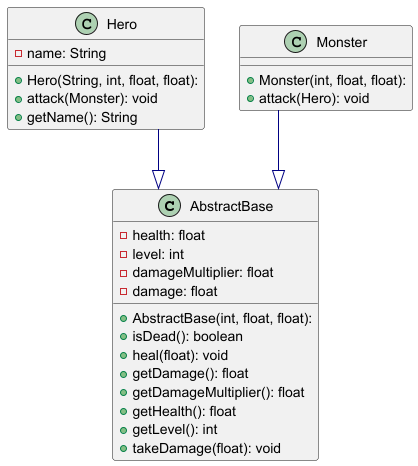 C Hero
name: String
Hero(String, int, float, float):
attack(Monster): void
getName(): String
C Monster
Monster(int, float, float):
attack(Hero): void
C AbstractBase
health: float
level: int
damageMultiplier: float
damage: float
AbstractBase(int, float, float):
isDead(): boolean
heal(float): void
getDamage(): float
getDamageMultiplier(): float
getHealth(): float
getLevel(): int
takeDamage(float): void